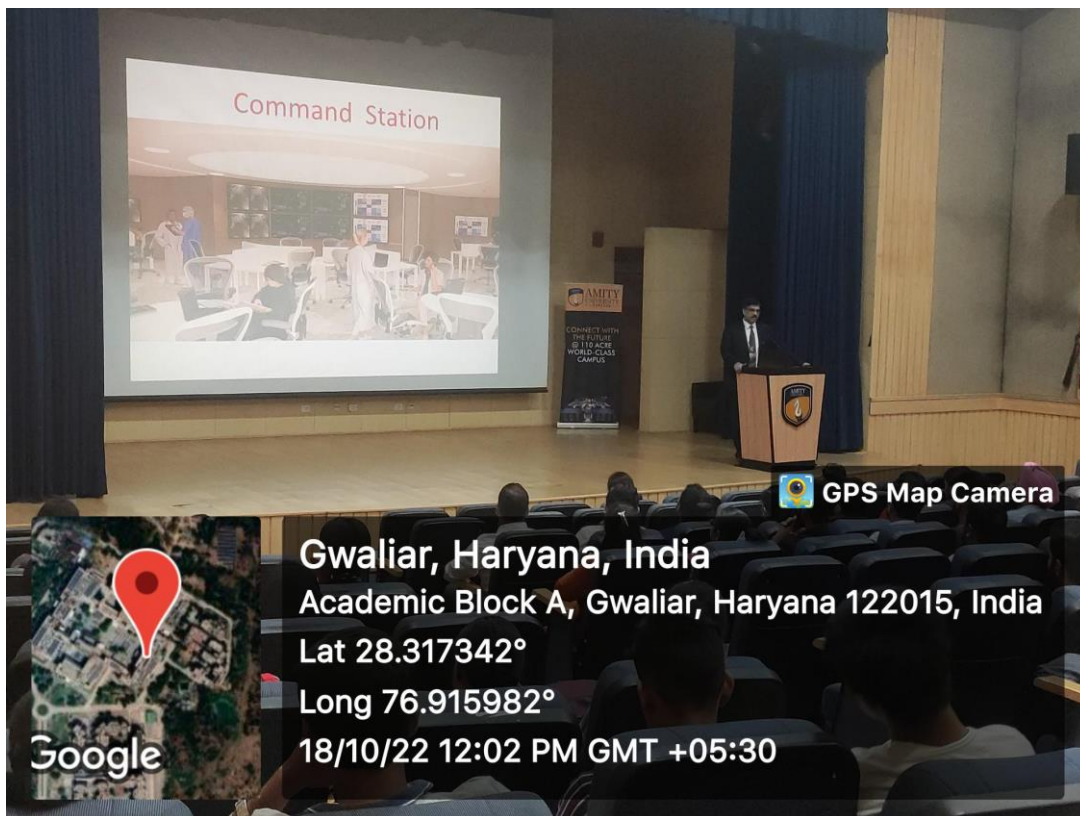 Command Station
AMITY
UNIVERSITY
CONNECT WITH
THE FUTURE
@ 110 ACRE
WORLD-CLASS
CAMPUS
AMITY
GPS Map Camera
Gwaliar, Haryana, India
Academic Block A, Gwaliar, Haryana 122015, India
Lat 28.317342°
Long 76.915982°
18/10/22 12:02 PM GMT +05:30
Google